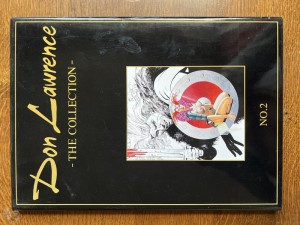 Don Lawrence
- THE COLLECTION -
NO.2